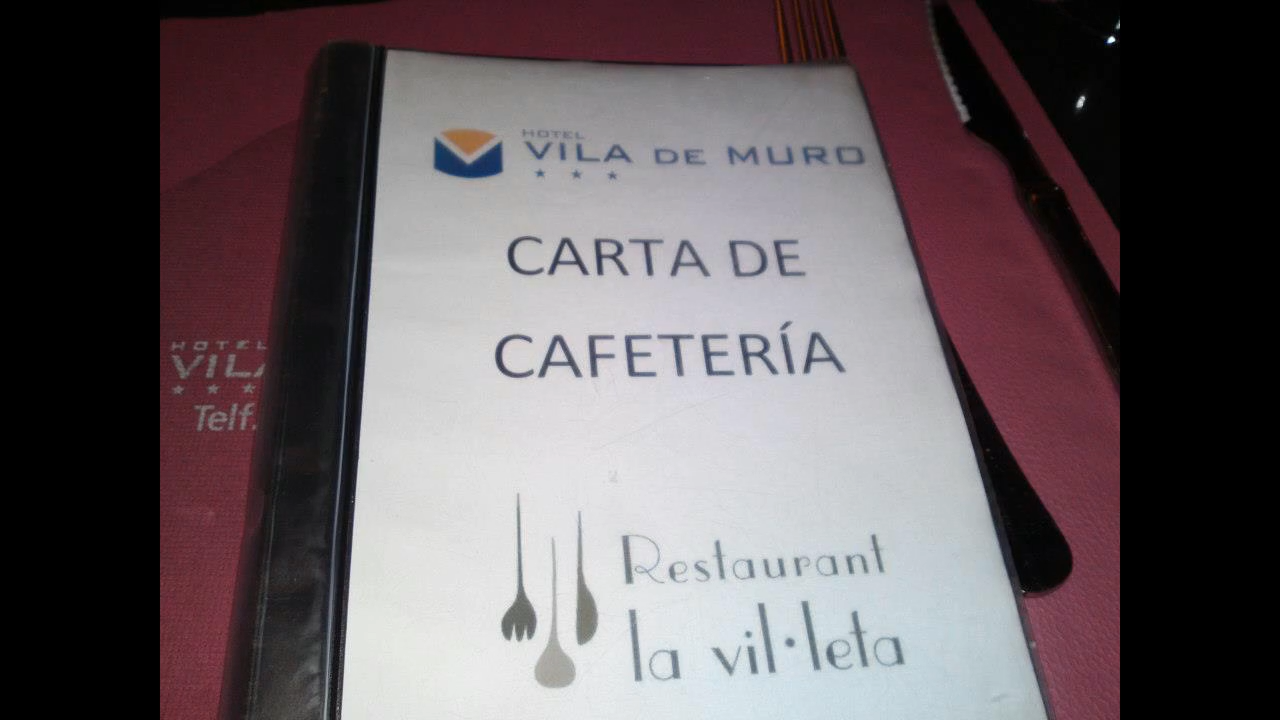 HOTEL
VILA DE MURO
CARTA DE
CAFETERÍA
HOTEL
VILA
Telf.
Restaurant
la vil·leta